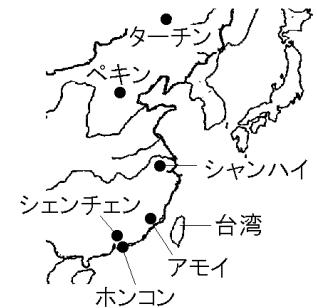 ターチン
ペキン
シャンハイ
シェンチェン
台湾
アモイ
ホンコン